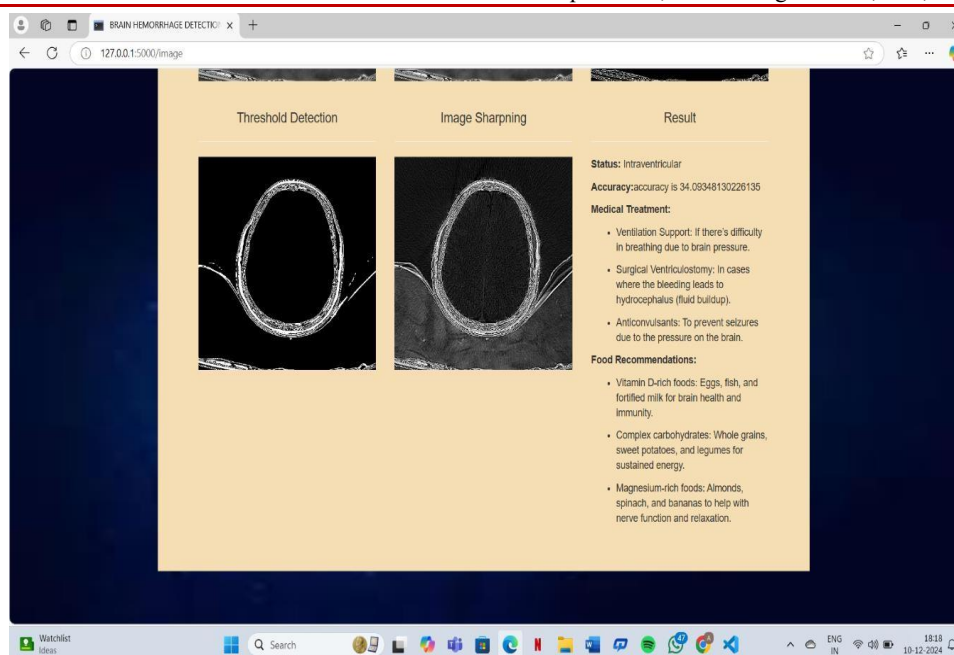 BRAIN HEMORRHAGE DETECTIO
127.0.0.1:5000/image
Threshold Detection
Image Sharpning
Result
Status: Intraventricular
Accuracy:accuracy is 34.09348130226135
Medical Treatment:
• Ventilation Support: If there's difficulty
in breathing due to brain pressure.
• Surgical Ventriculostomy: In cases
where the bleeding leads to
hydrocephalus (fluid buildup).
• Anticonvulsants: To prevent seizures
due to the pressure on the brain.
Food Recommendations:
• Vitamin D-rich foods: Eggs, fish, and
fortified milk for brain health and
immunity.
• Complex carbohydrates: Whole grains,
sweet potatoes, and legumes for
sustained energy.
• Magnesium-rich foods: Almonds,
spinach, and bananas to help with
nerve function and relaxation.
Watchlist
Ideas
Search
47
ENG
IN
18:18
10-12-2024